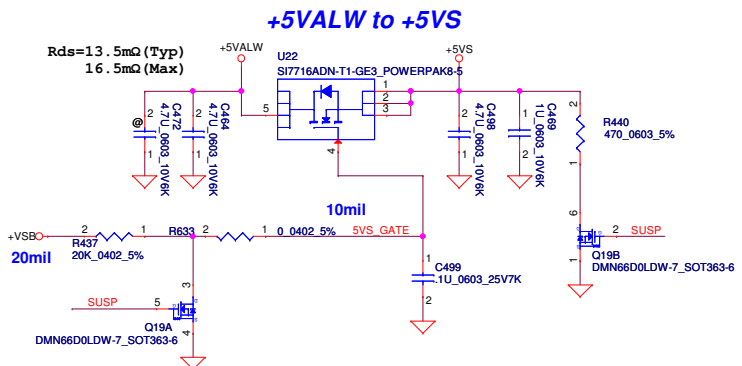 +5VALW to +5VS
Rds=13.5mΩ(Typ)
16.5mΩ(Max)
+5VALW
+5VS
U22
SI7716ADN-T1-GE3_POWERPAK8-5
5
1
2
3
4
@
2
1
C472
4.7U_0603_10V6K
2
1
C464
4.7U_0603_10V6K
2
1
C498
4.7U_0603_10V6K
1
2
C469
1U_0603_10V6K
2
1
R440
470_0603_5%
10mil
+VSB
20mil
2
1
R437
20K_0402_5%
R633
2
1
0_0402_5%
5VS_GATE
1
2
C499
.1U_0603_25V7K
6
1
2
SUSP
Q19B
DMN66D0LDW-7_SOT363-6
SUSP
5
3
4
Q19A
DMN66D0LDW-7_SOT363-6